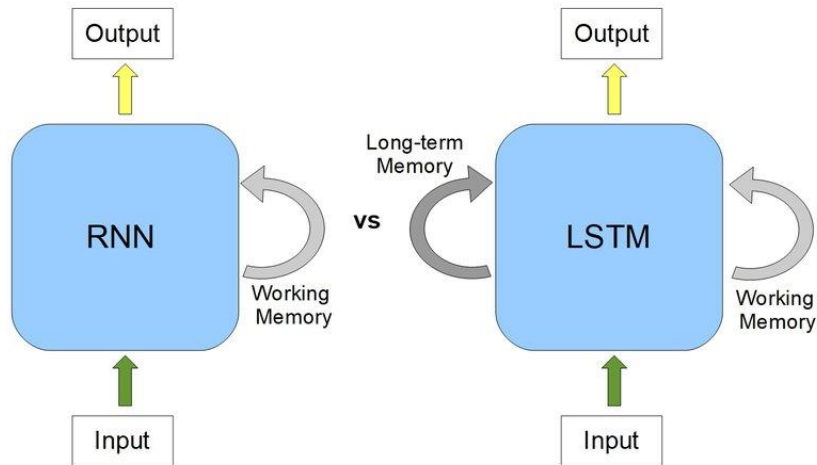 Output
RNN
Working
Memory
Input
vs
Output
Long-term
Memory
LSTM
Working
Memory
Input